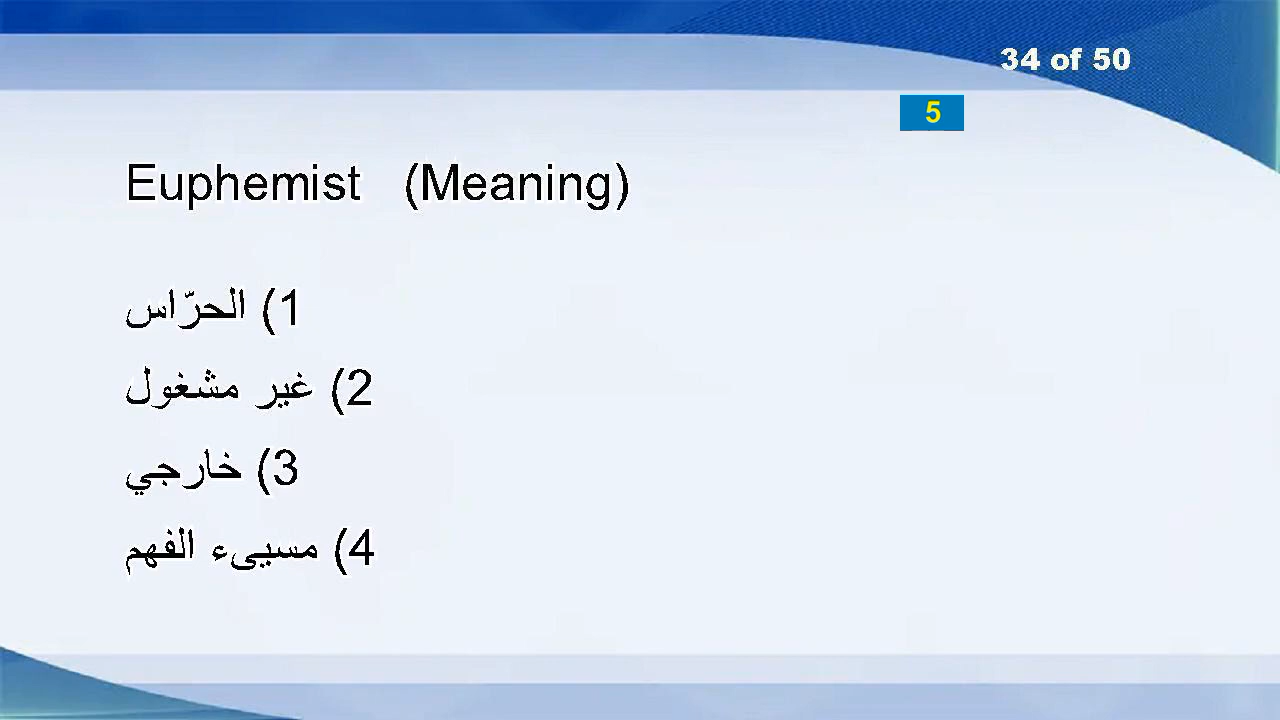 34 of 50
5
Euphemist (Meaning)
1) الحرّاس
2) غير مشغول
3) خارجي
4) مسيىء الفهم